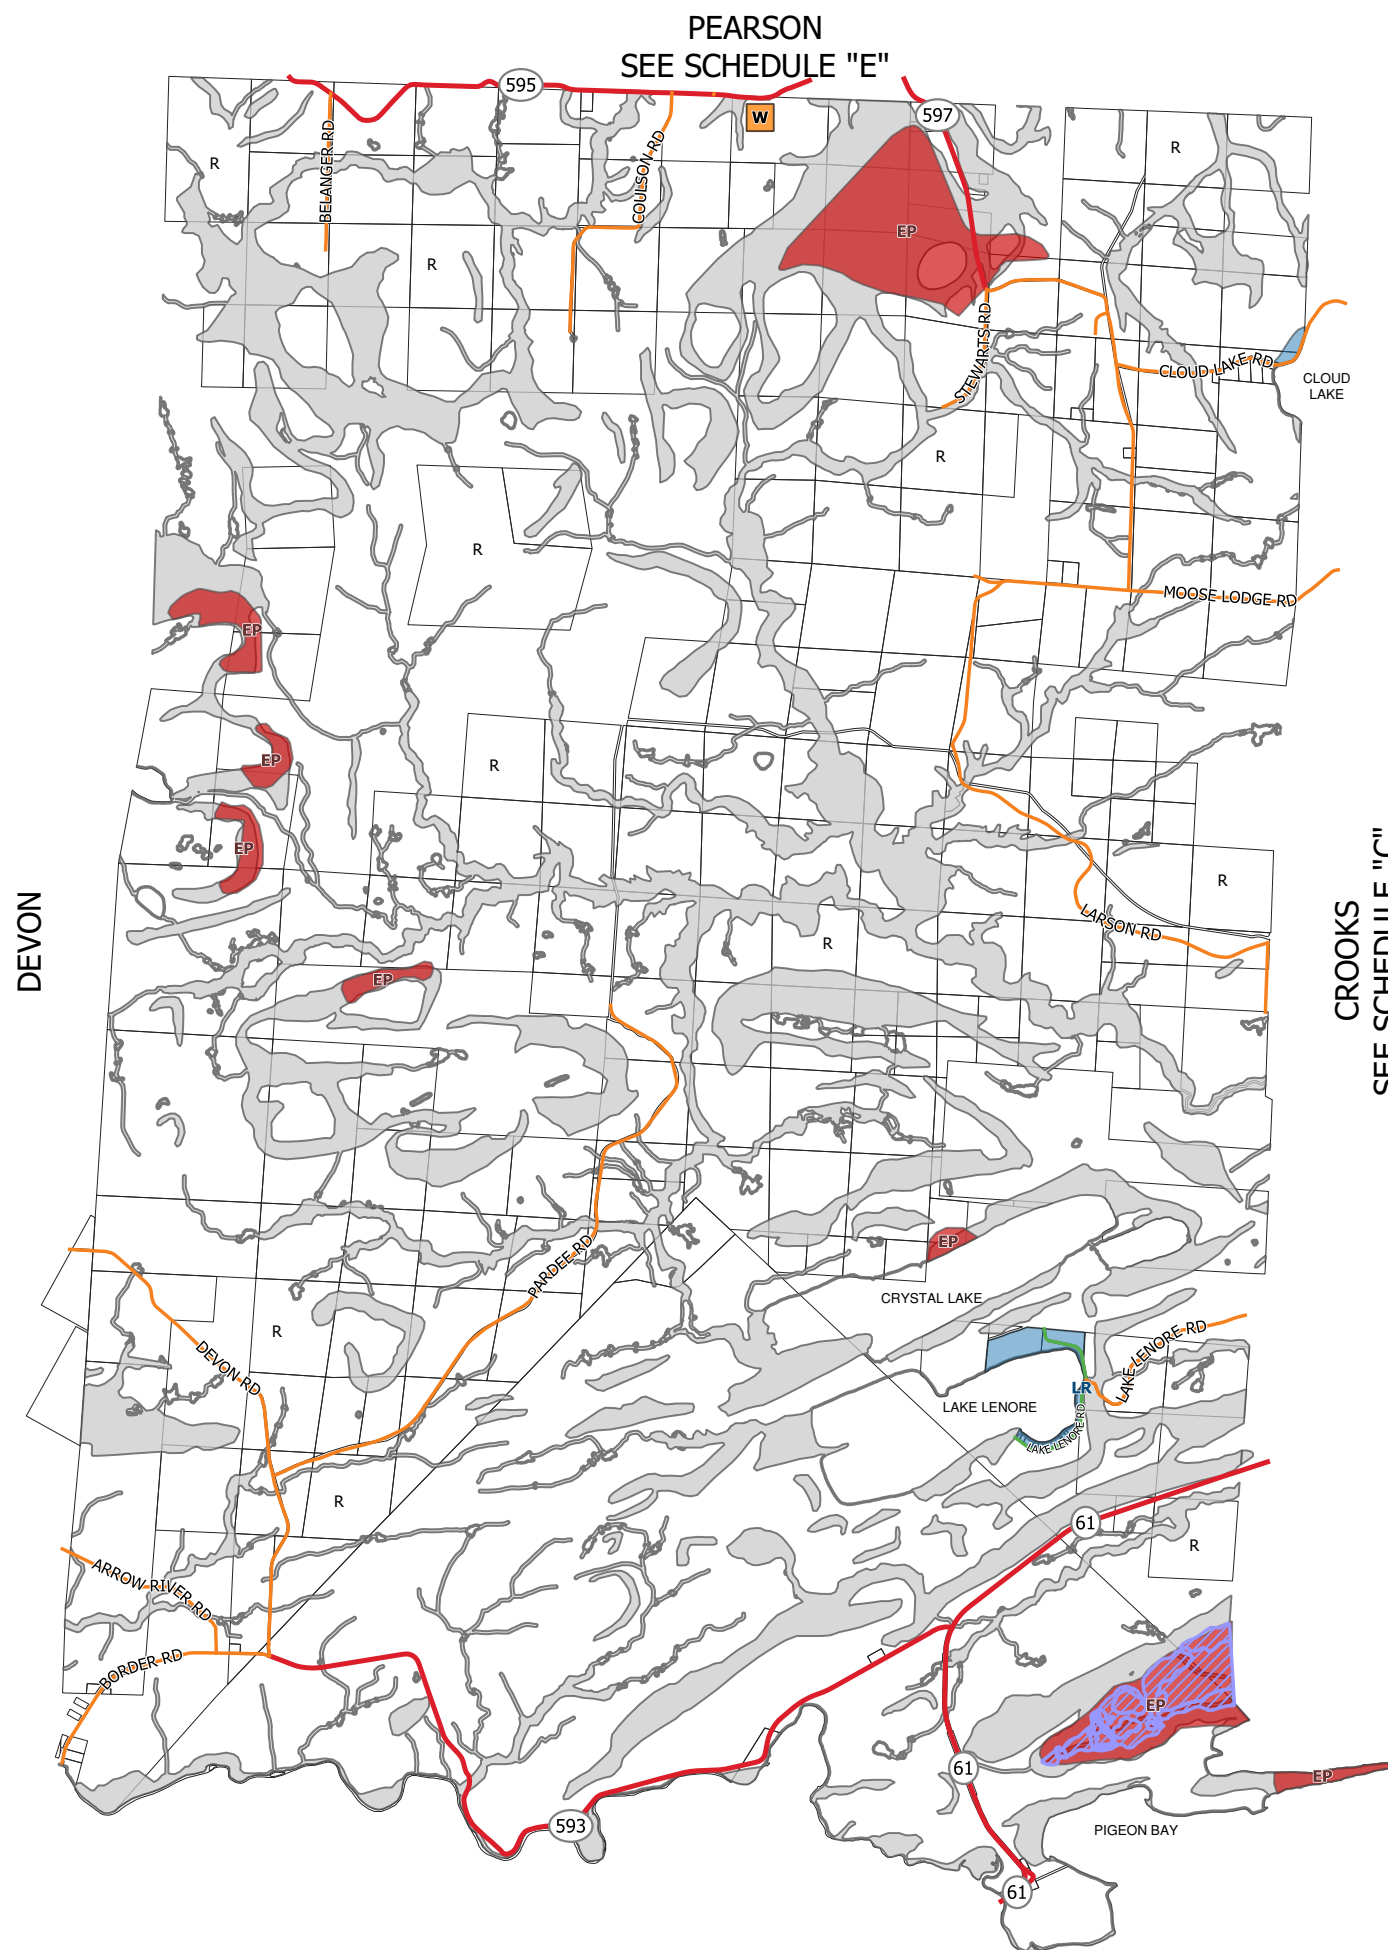 PEARSON
SEE SCHEDULE "E"
595
597
W
R
R
BELANGER RD
COULSON RD
EP
R
STEWARTS RD
CLOUD LAKE RD
CLOUD
LAKE
R
R
MOOSE LODGE RD
EP
EP
R
EP
R
DEVON
CROOKS
SEE SCHEDULE "C"
LARSON RD
R
EP
EP
PARDEE RD
CRYSTAL LAKE
R
DEVON RD
LAKE LENORE RD
LR
LAKE LENORE
LAKE LENORE RD
R
61
R
ARROW RIVER RD
BORDER RD
EP
61
EP
593
PIGEON BAY
61